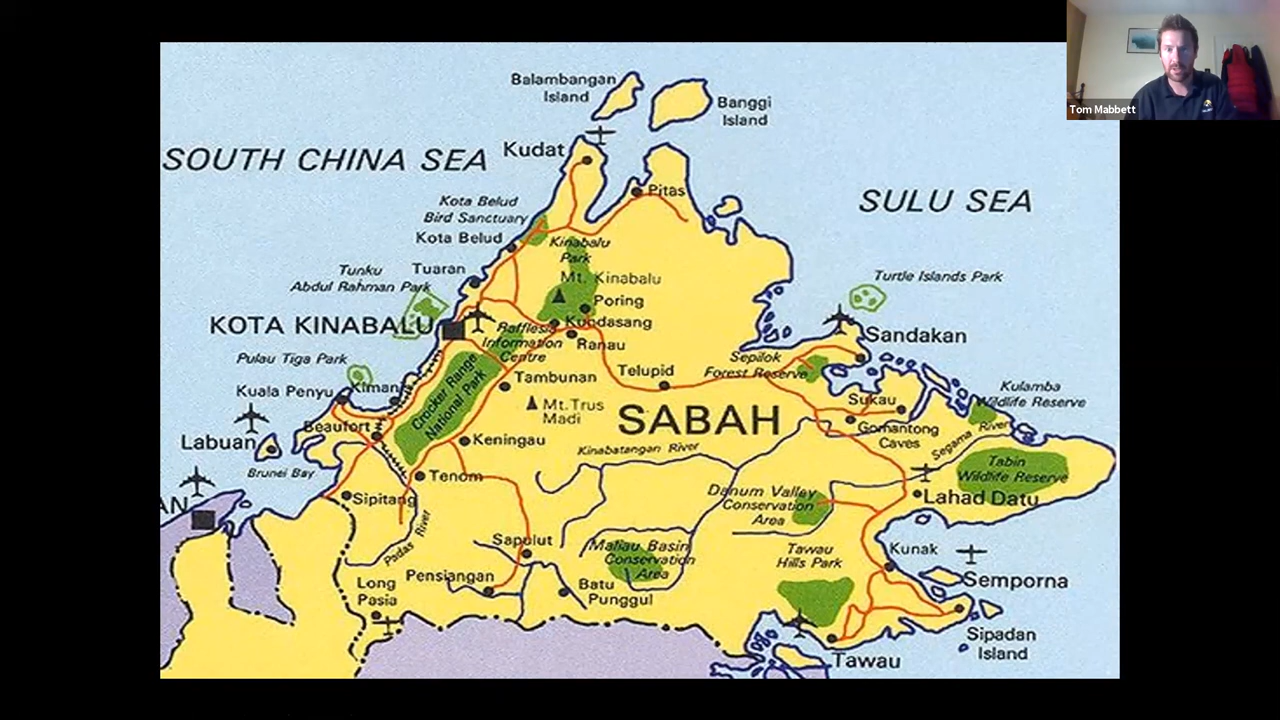 Tom Mabbett
Balambangan
Island
Banggi
Island
SOUTH CHINA SEA
Kudat
Pitas
SULU SEA
Kota Belud
Bird Sanctuary
Kota Belud
Kinabalu
Park
Tunku
Abdul Rahman Park
Tuaran
Mt. Kinabalu
Turtle Islands Park
Poring
KOTA KINABALU
Kundasang
Rafflesia
Information
Centre
Ranau
Sandakan
Pulau Tiga Park
Sepilok
Forest Reserve
Kuala Penyu
Kimanis
Crocker Range
National Park
Tambunan
Telupid
Kulamba
Wildlife Reserve
Mt. Trus
Madi
SABAH
Sukau
Gomantong
Caves
Segama River
Labuan
Beaufort
Keningau
Kinabatangan River
Brunei Bay
Tenom
Tabin
Wildlife Reserve
AN
Sipitang
Danum Valley
Conservation
Area
Lahad Datu
Padas River
Sapulut
Maliau Basin
Conservation
Area
Tawau
Hills Park
Kunak
Long
Pasia
Pensiangan
Batu
Punggul
Semporna
Sipadan
Island
Tawau